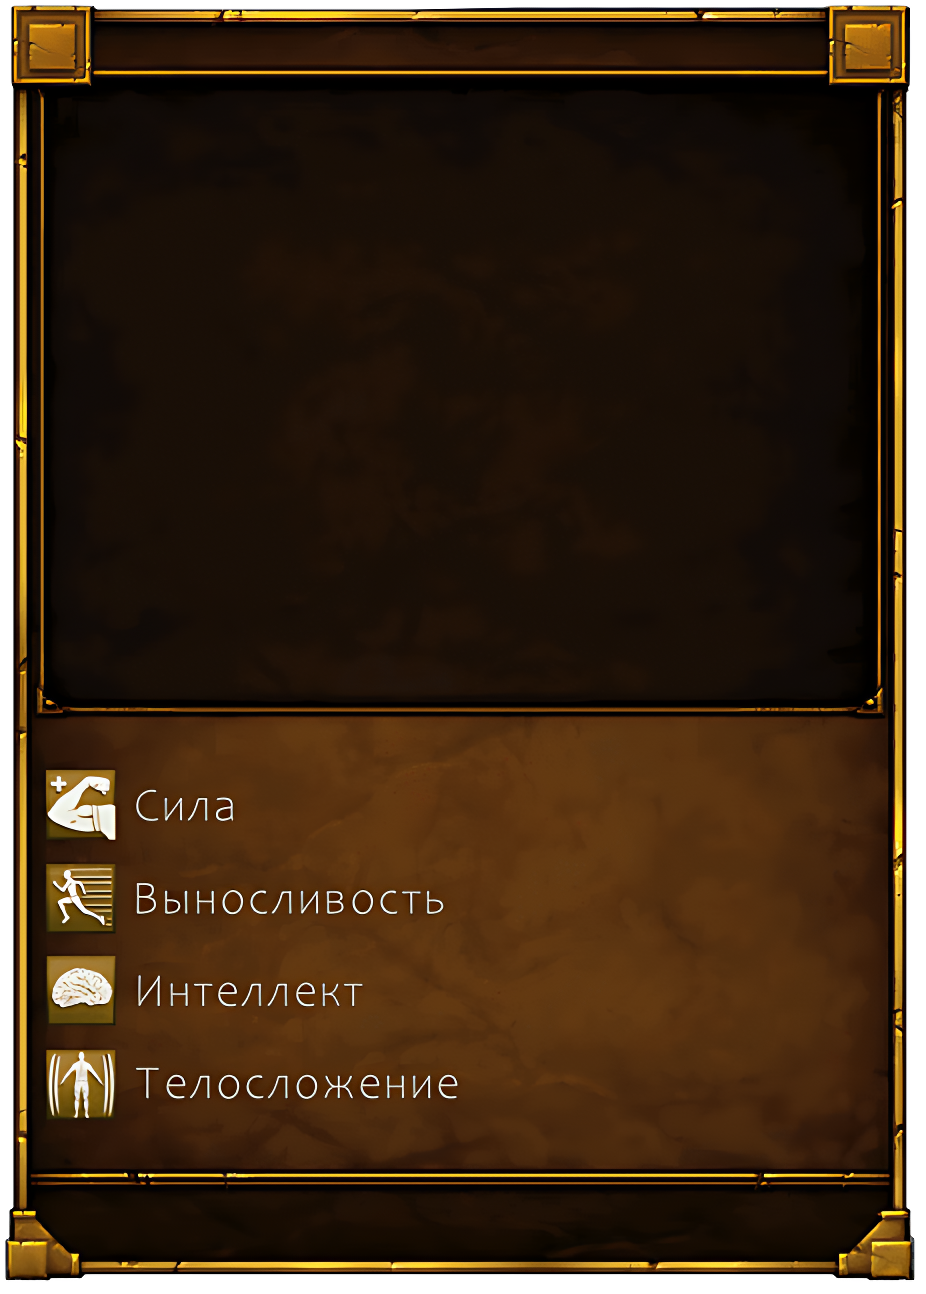 Сила
Выносливость
Интеллект
Телосложение